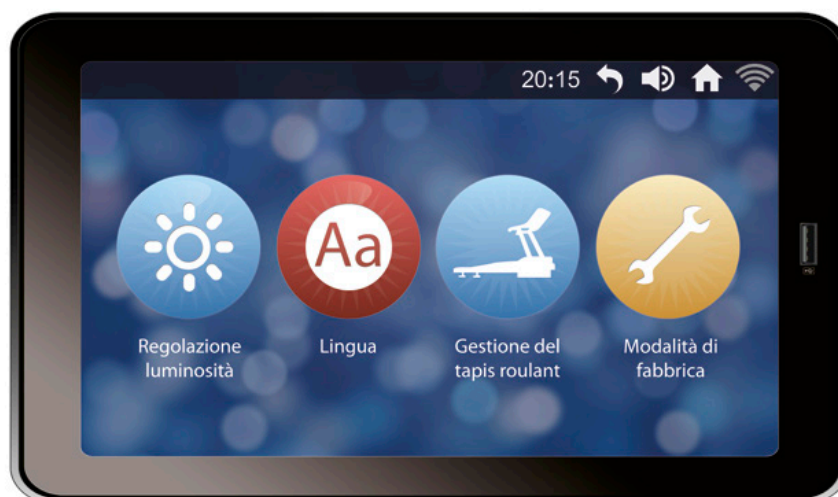 20:15
Aa
Regolazione
luminosità
Lingua
Gestione del
tapis roulant
Modalità di
fabbrica